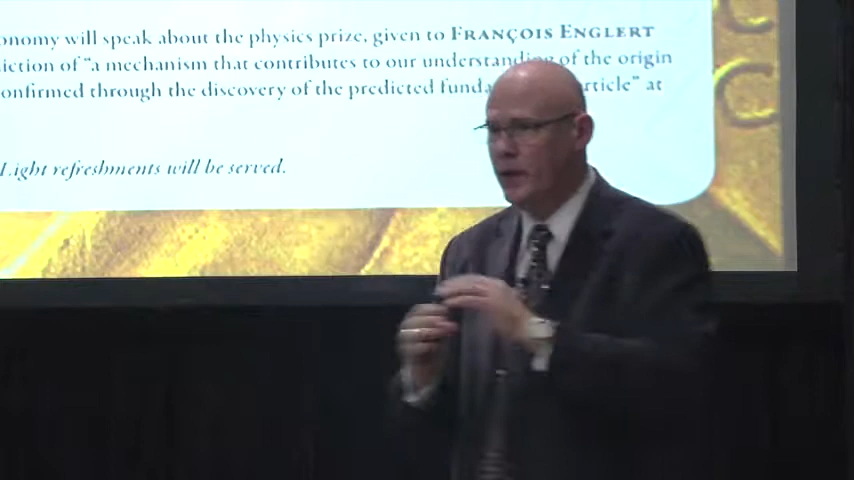 onomy will speak about the physics prize, given to FRANÇOIS ENGLERT
iction of "a mechanism that contributes to our understanding of the origin
onfirmed through the discovery of the predicted funda rticle" at
Light refreshments will be served.